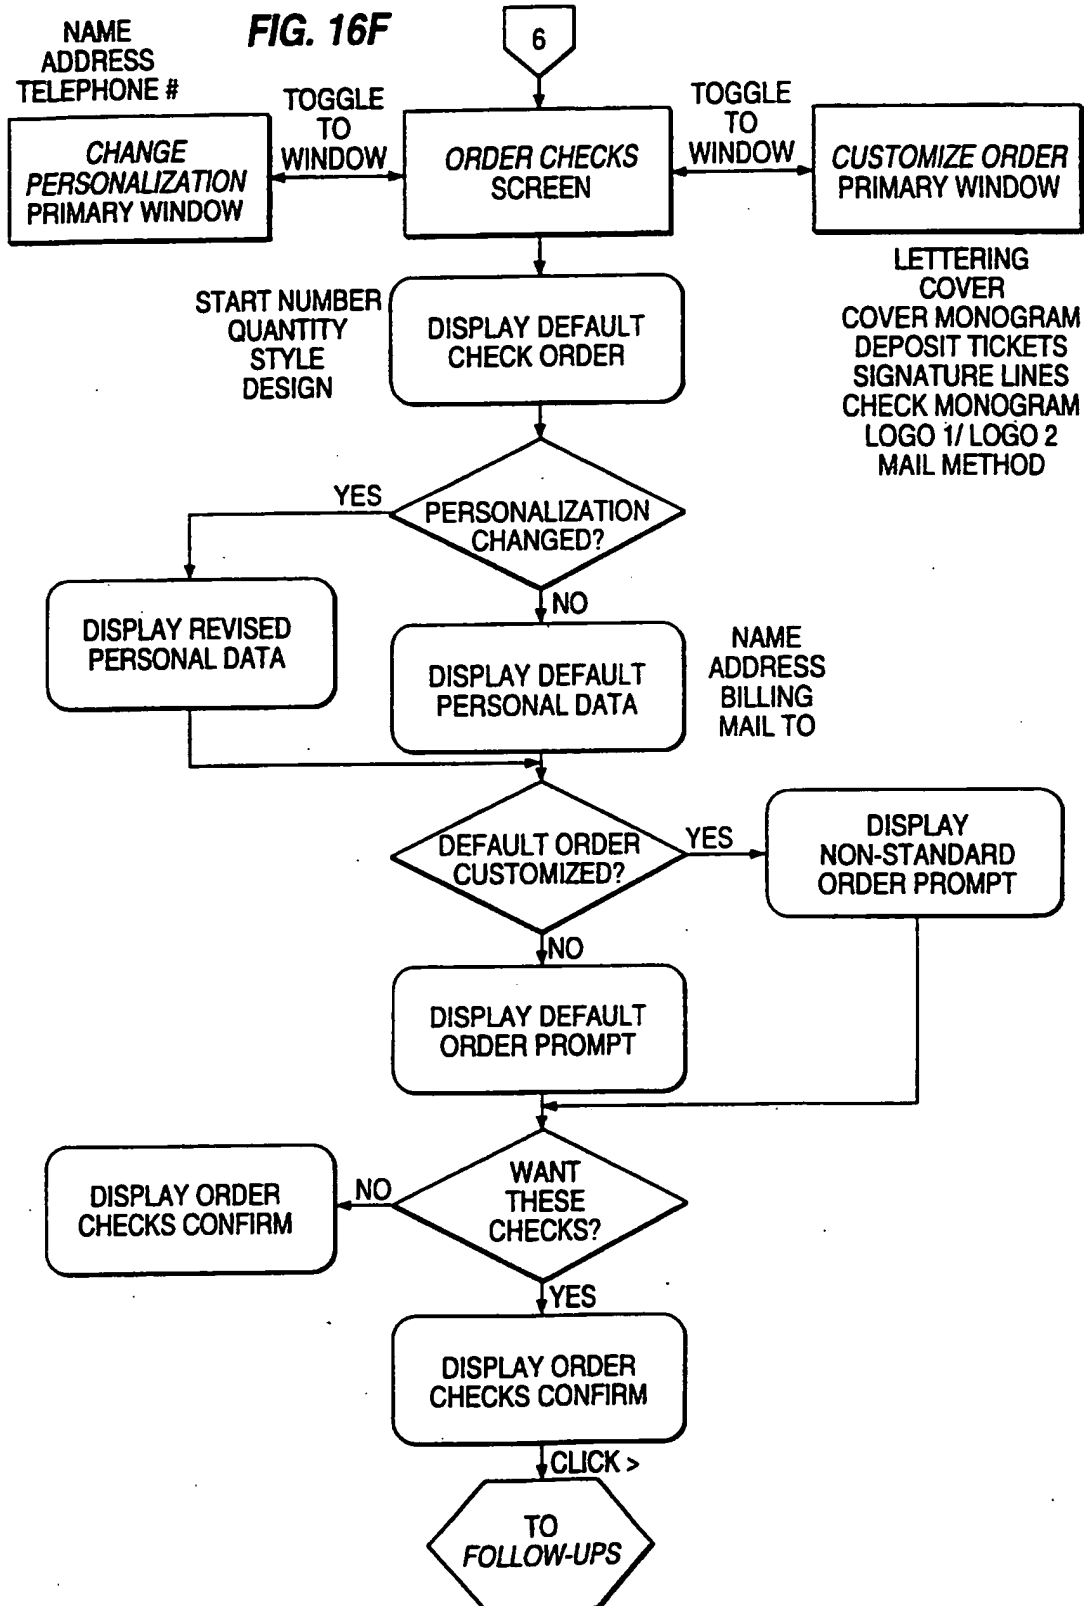 FIG. 16F
6
NAME
ADDRESS
TELEPHONE #
CHANGE
PERSONALIZATION
PRIMARY WINDOW
TOGGLE
TO
WINDOW
ORDER CHECKS
SCREEN
TOGGLE
TO
WINDOW
CUSTOMIZE ORDER
PRIMARY WINDOW
LETTERING
COVER
COVER MONOGRAM
DEPOSIT TICKETS
SIGNATURE LINES
CHECK MONOGRAM
LOGO 1/ LOGO 2
MAIL METHOD
START NUMBER
QUANTITY
STYLE
DESIGN
DISPLAY DEFAULT
CHECK ORDER
PERSONALIZATION
CHANGED?
YES
DISPLAY REVISED
PERSONAL DATA
NO
DISPLAY DEFAULT
PERSONAL DATA
NAME
ADDRESS
BILLING
MAIL TO
DEFAULT ORDER
CUSTOMIZED?
YES
DISPLAY
NON-STANDARD
ORDER PROMPT
NO
DISPLAY DEFAULT
ORDER PROMPT
WANT
THESE
CHECKS?
NO
DISPLAY ORDER
CHECKS CONFIRM
YES
DISPLAY ORDER
CHECKS CONFIRM
CLICK >
TO
FOLLOW-UPS